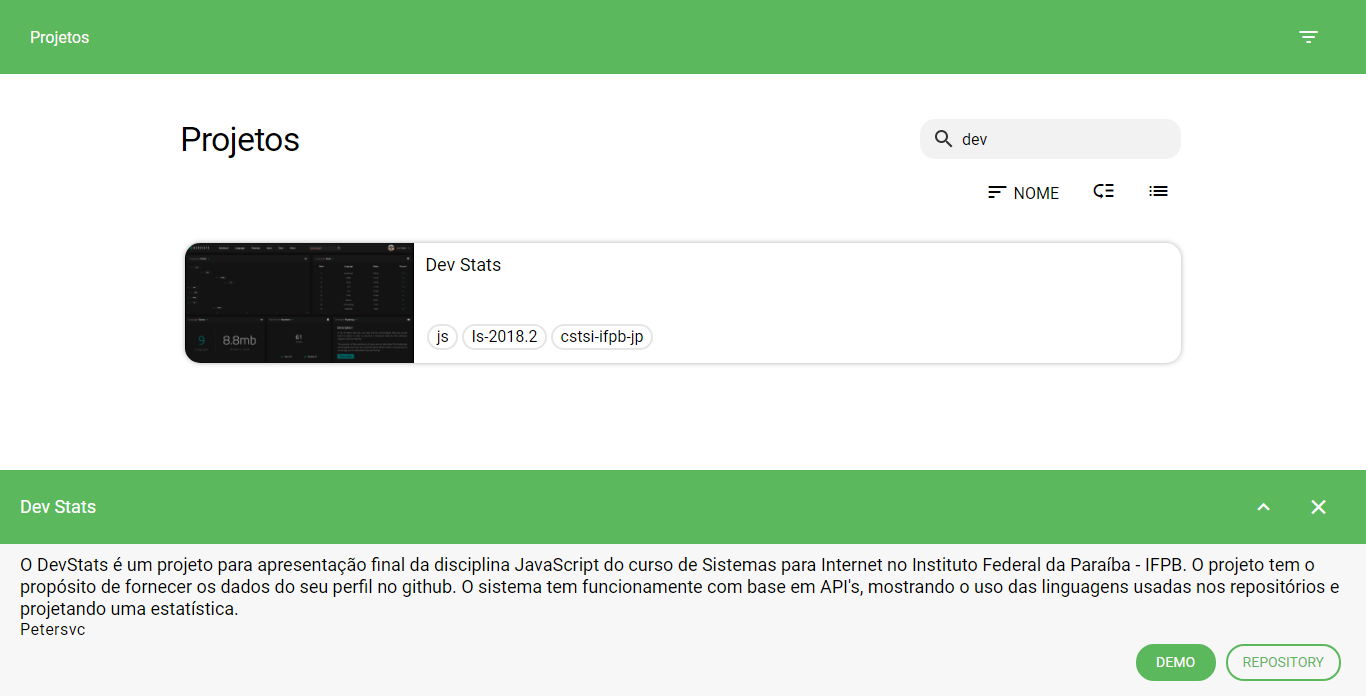 Projetos
Projetos
dev
NOME
Dev Stats
8.8mb
9
61
js
ls-2018.2
cstsi-ifpb-jp
Dev Stats
O DevStats é um projeto para apresentação final da disciplina JavaScript do curso de Sistemas para Internet no Instituto Federal da Paraíba - IFPB. O projeto tem o
propósito de fornecer os dados do seu perfil no github. O sistema tem funcionamente com base em API's, mostrando o uso das linguagens usadas nos repositórios e
projetando uma estatística.
Petersvc
DEMO
REPOSITORY